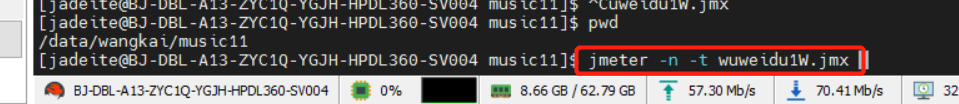 [jadeite@BJ-DBL-A13-ZYC1Q-YGJH-HPDL360-SV004 music11]$ ^Cuweidu1W.jmx
[jadeite@BJ-DBL-A13-ZYC1Q-YGJH-HPDL360-SV004 music11]$ pwd
/data/wangkai/music11
[jadeite@BJ-DBL-A13-ZYC1Q-YGJH-HPDL360-SV004 music11]$ jmeter -n -t wuweidu1W.jmx
BJ-DBL-A13-ZYC1Q-YGJH-HPDL360-SV004 0% 8.66 GB / 62.79 GB 57.30 Mb/s 70.41 Mb/s 32